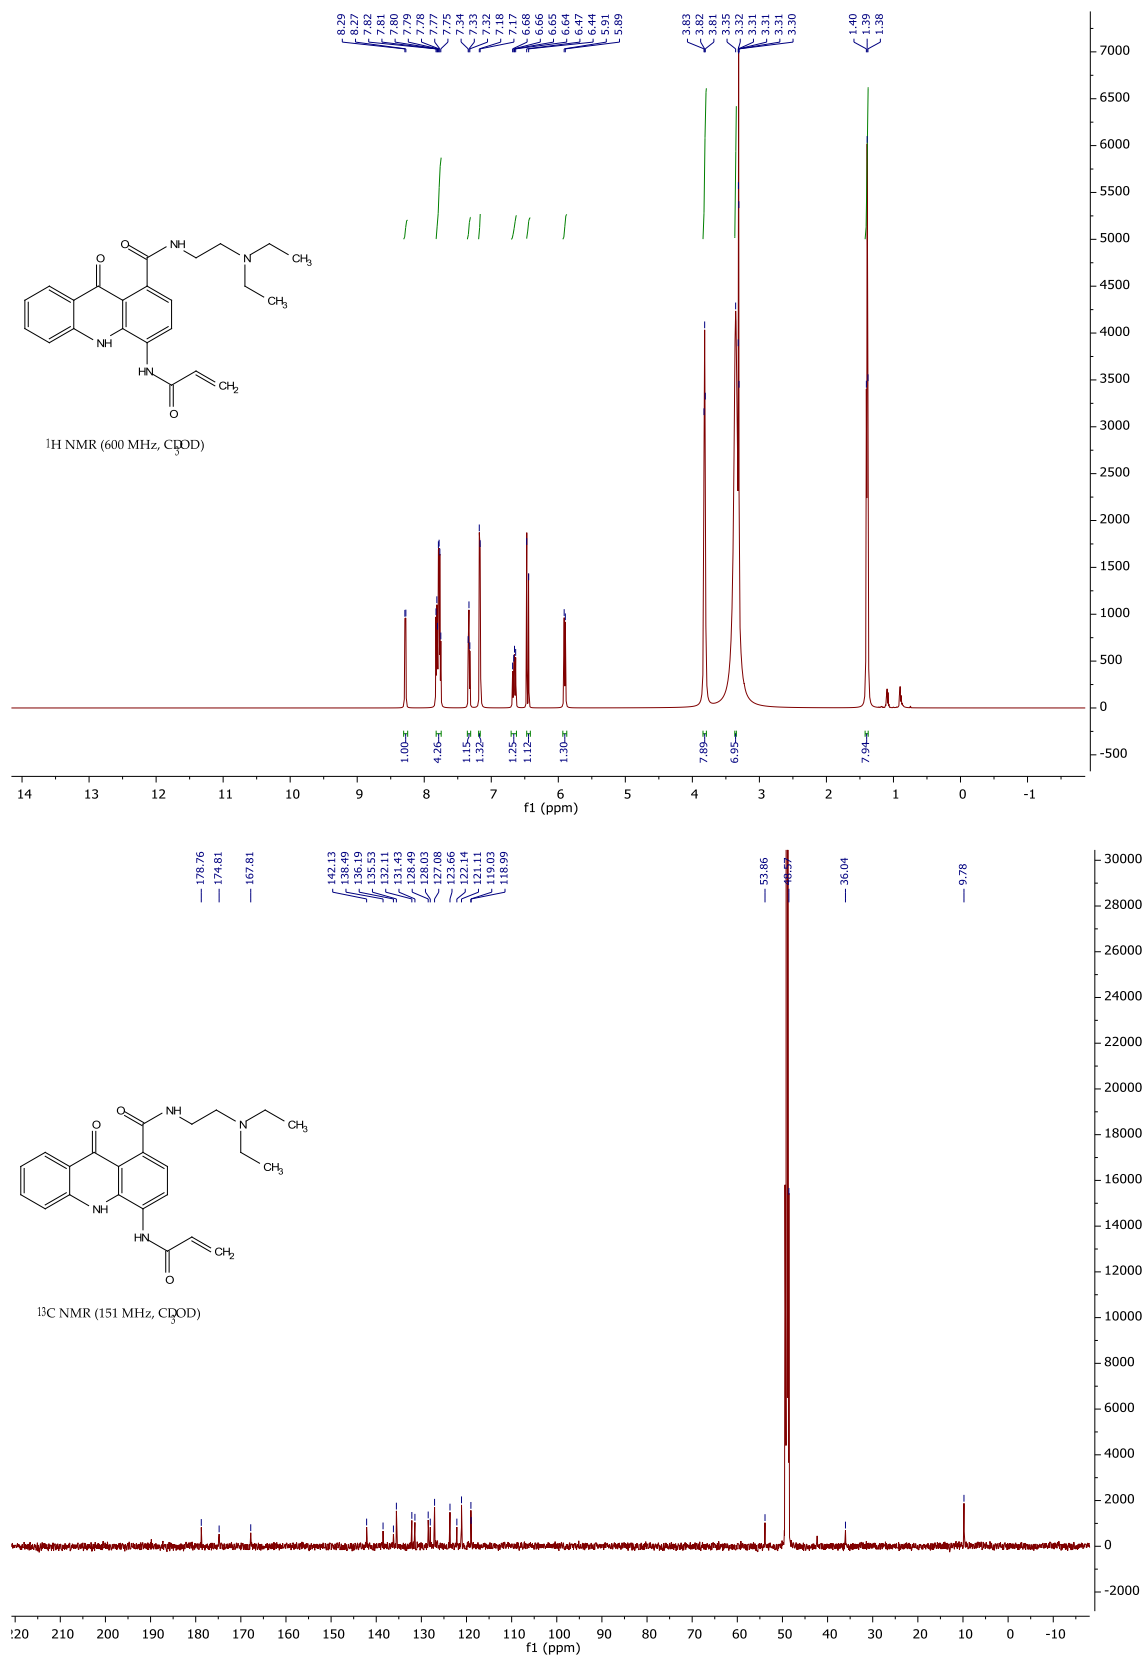 8.29 8.27 7.82 7.81 7.80 7.79 7.78 7.77 7.75 7.34 7.33 7.32 7.18 7.17 6.68 6.66 6.65 6.64 6.47 6.44 5.91 5.89 3.83 3.82 3.81 3.35 3.32 3.31 3.31 3.31 3.30 1.40 1.39 1.38
7000
6500
6000
5500
5000
4500
4000
3500
3000
2500
2000
1500
1000
500
0
-500
O NH
O N CH3
CH3
NH
HN
CH2
O
1H NMR (600 MHz, CD3OD)
1.00 4.26 1.15 1.32 1.25 1.12 1.30 7.89 6.95 7.94
14 13 12 11 10 9 8 7 6 5 4 3 2 1 0 -1
f1 (ppm)
178.76 174.81 167.81 142.13 138.49 136.19 135.53 132.11 131.43 128.49 128.03 127.08 123.66 122.14 121.11 119.03 118.99 53.86 48.57 36.04 9.78
30000
28000
26000
24000
22000
20000
18000
16000
14000
12000
10000
8000
6000
4000
2000
0
-2000
O NH
O N CH3
CH3
NH
HN
CH2
O
13C NMR (151 MHz, CD3OD)
220 210 200 190 180 170 160 150 140 130 120 110 100 90 80 70 60 50 40 30 20 10 0 -10
f1 (ppm)